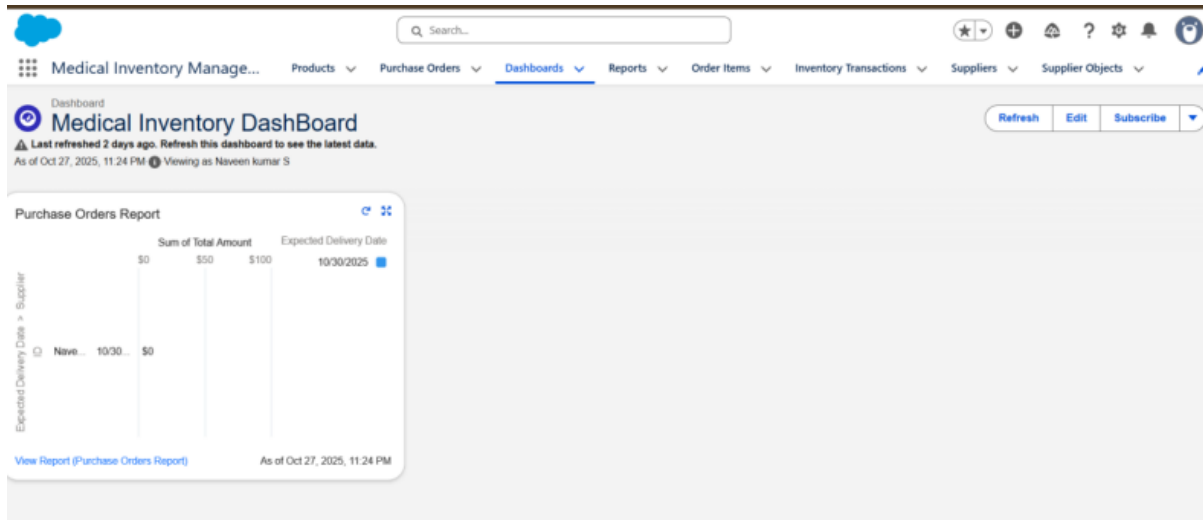 Search...
Medical Inventory Manage... Products Purchase Orders Dashboards Reports Order Items Inventory Transactions Suppliers Supplier Objects
Dashboard
Medical Inventory DashBoard
Refresh Edit Subscribe
Last refreshed 2 days ago. Refresh this dashboard to see the latest data.
As of Oct 27, 2025, 11:24 PM Viewing as Naveen kumar S
Purchase Orders Report
Sum of Total Amount Expected Delivery Date
$0 $50 $100 10/30/2025
Expected Delivery Date > Supplier
Nave... 10/30... $0
View Report (Purchase Orders Report) As of Oct 27, 2025, 11:24 PM